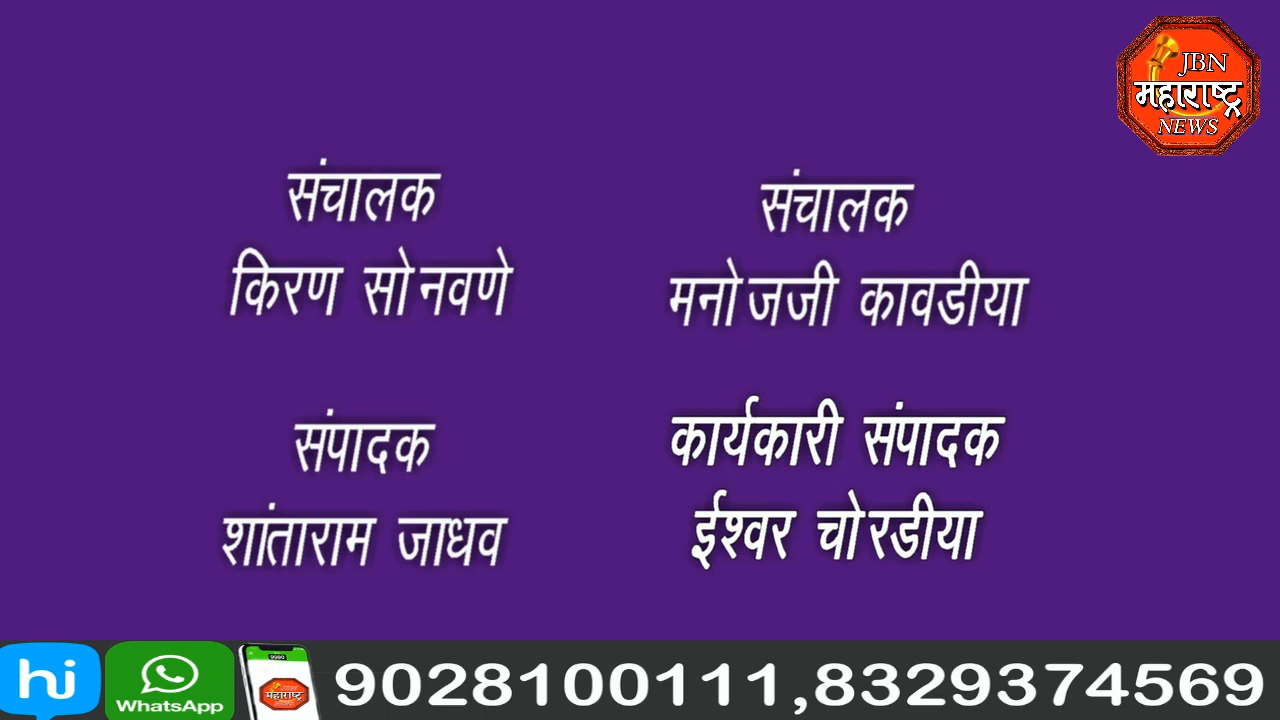 JBN
महाराष्ट्र
NEWS
संचालक
किरण सोनवणे
संचालक
मनोजजी कावडीया
संपादक
शांताराम जाधव
कार्यकारी संपादक
ईश्वर चोरडीया
hi
WhatsApp
महाराष्ट्र
9028100111,8329374569